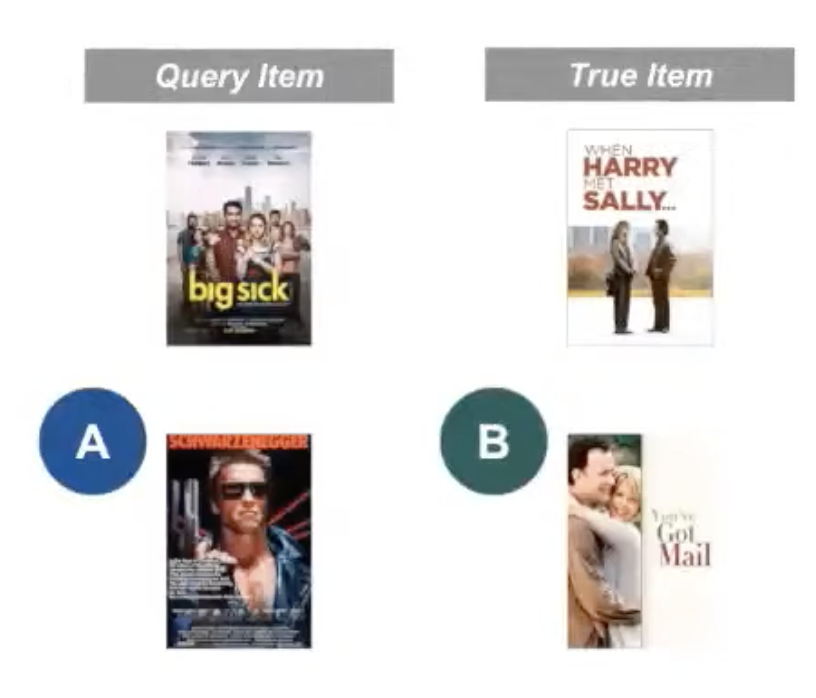 Query Item
True Item
big sick
WHEN
HARRY
MET
SALLY...
A
SCHWARZENEGGER
B
You've
Got
Mail